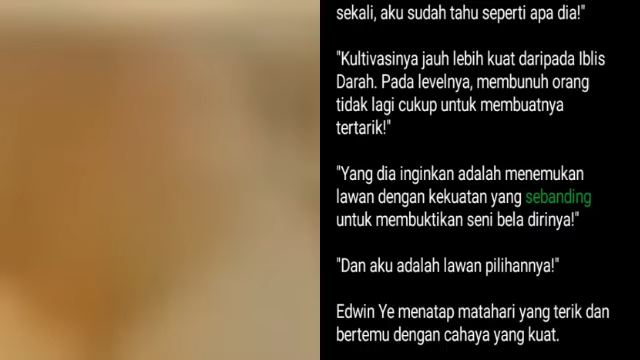 sekali, aku sudah tahu seperti apa dia!"
"Kultivasinya jauh lebih kuat daripada Iblis
Darah. Pada levelnya, membunuh orang
tidak lagi cukup untuk membuatnya
tertarik!"
"Yang dia inginkan adalah menemukan
lawan dengan kekuatan yang sebanding
untuk membuktikan seni bela dirinya!"
"Dan aku adalah lawan pilihannya!"
Edwin Ye menatap matahari yang terik dan
bertemu dengan cahaya yang kuat.